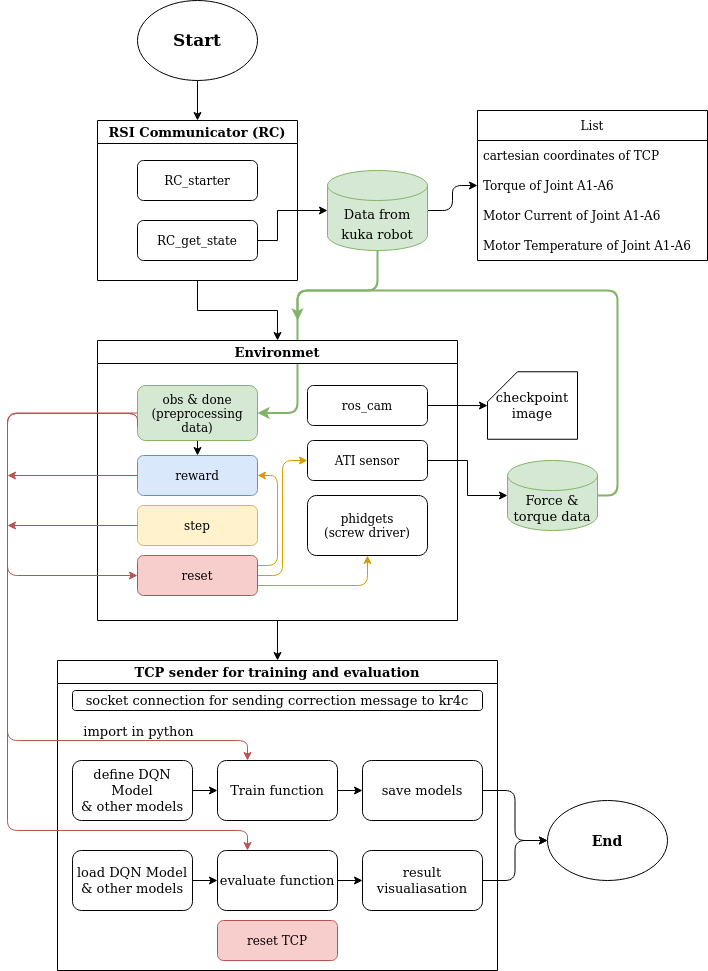 Start
RSI Communicator (RC)
RC_starter
RC_get_state
Data from
kuka robot
List
cartesian coordinates of TCP
Torque of Joint A1-A6
Motor Current of Joint A1-A6
Motor Temperature of Joint A1-A6
Environmet
obs & done
(preprocessing
data)
reward
step
reset
ros_cam
ATI sensor
phidgets
(screw driver)
checkpoint
image
Force &
torque data
TCP sender for training and evaluation
socket connection for sending correction message to kr4c
import in python
define DQN
Model
& other models
Train function
save models
load DQN Model
& other models
evaluate function
result
visualiasation
reset TCP
End